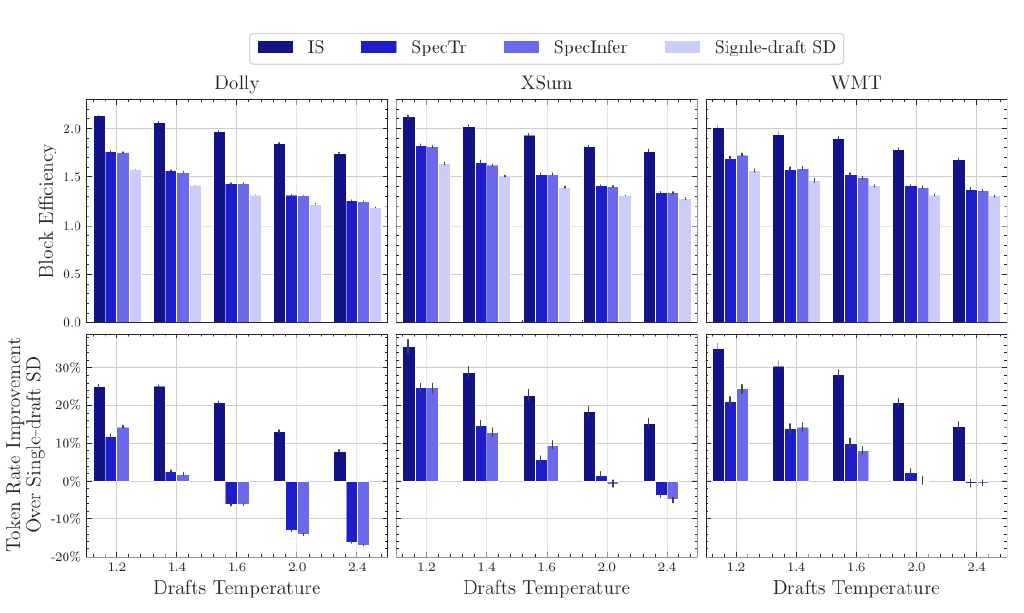 IS SpecTr SpecInfer Signle-draft SD
Dolly XSum WMT
Block Efficiency
2.0
1.5
1.0
0.5
0.0
Token Rate Improvement
Over Single-draft SD
30%
20%
10%
0%
-10%
-20%
1.2 1.4 1.6 2.0 2.4 1.2 1.4 1.6 2.0 2.4 1.2 1.4 1.6 2.0 2.4
Drafts Temperature Drafts Temperature Drafts Temperature